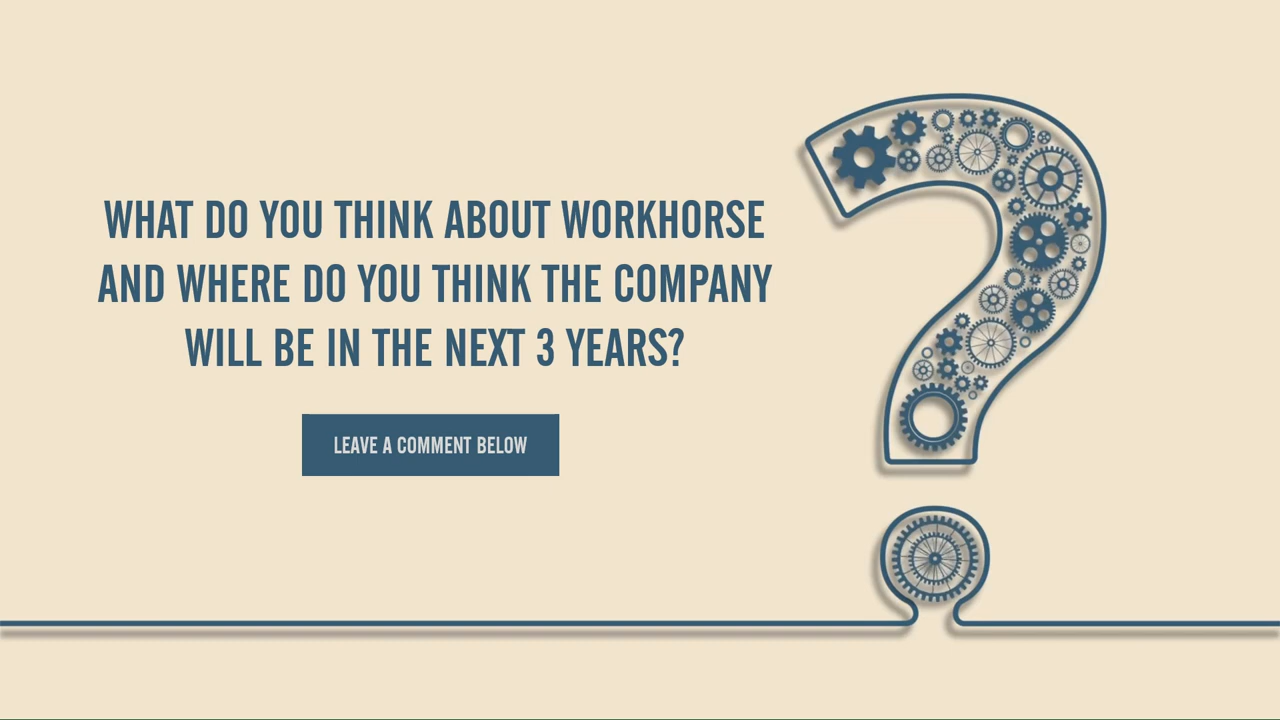 WHAT DO YOU THINK ABOUT WORKHORSE
AND WHERE DO YOU THINK THE COMPANY
WILL BE IN THE NEXT 3 YEARS?
LEAVE A COMMENT BELOW